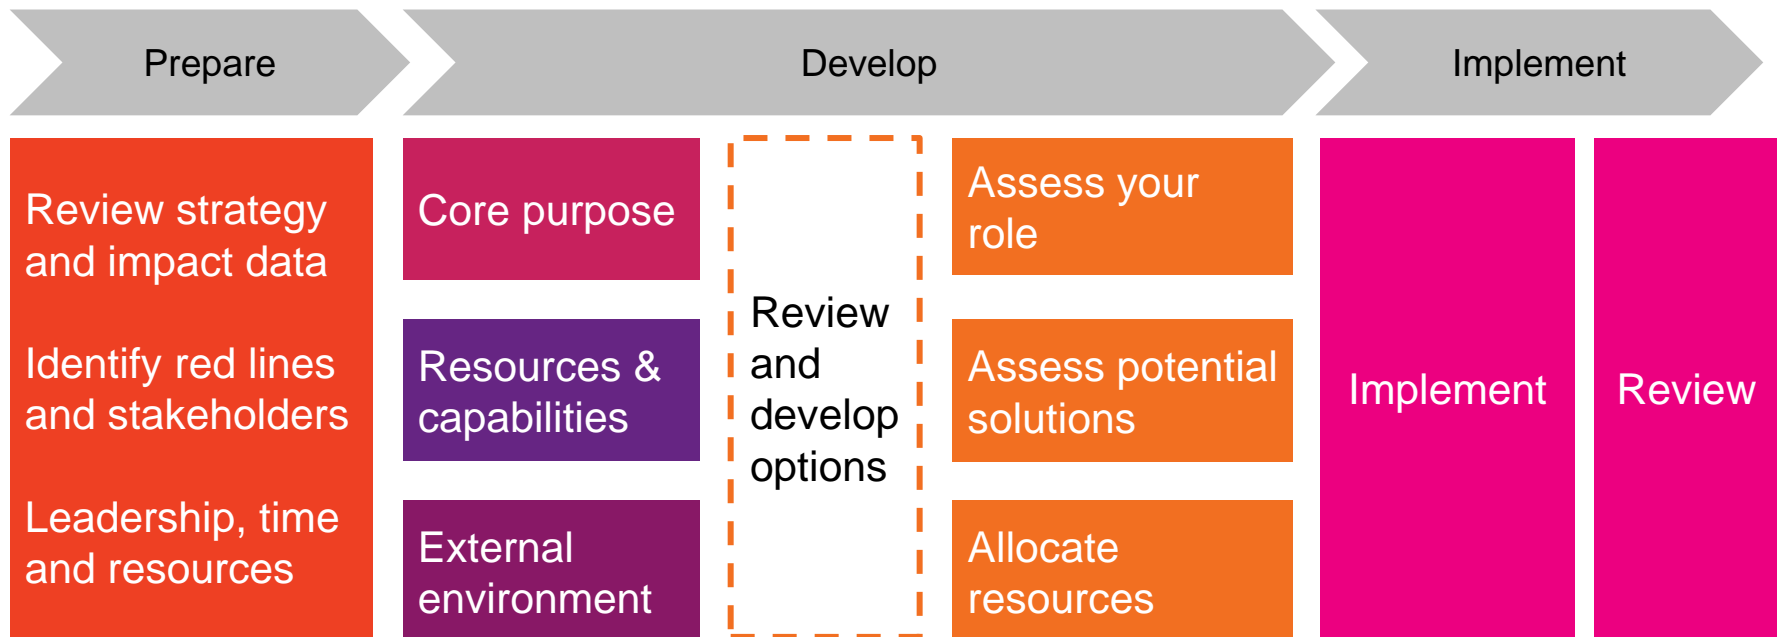 Prepare
Develop
Implement
Review strategy
and impact data
Identify red lines
and stakeholders
Leadership, time
and resources
Core purpose
Resources &
capabilities
External
environment
Review
and
develop
options
Assess your
role
Assess potential
solutions
Allocate
resources
Implement
Review